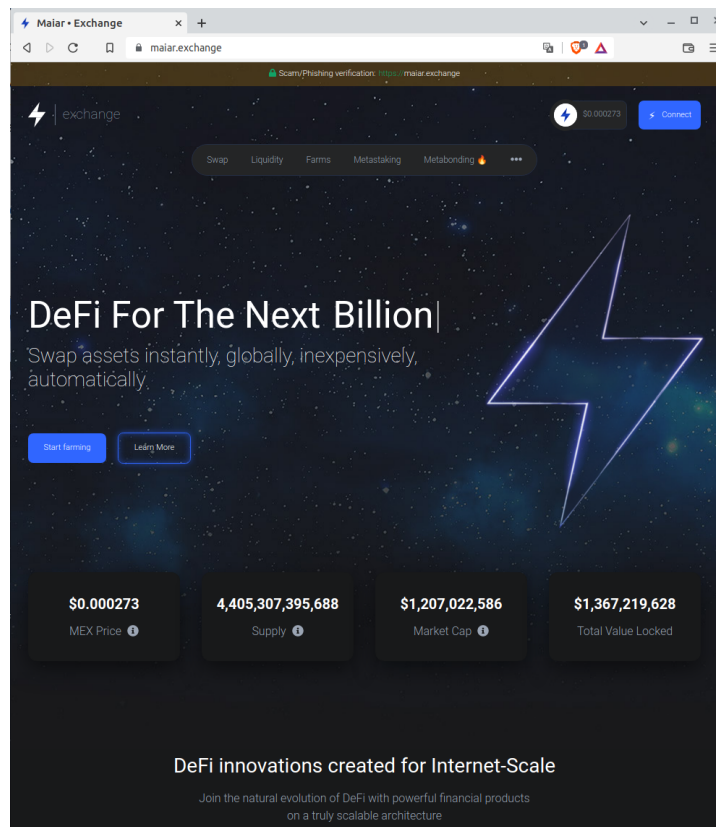 Maiar • Exchange
maiar.exchange
1
Scam/Phishing verification: https://maiar.exchange
exchange
$0.000273
Connect
Swap Liquidity Farms Metastaking Metabonding 🔥 •••
DeFi For The Next Billion
Swap assets instantly, globally, inexpensively,
automatically.
Start farming Learn More
$0.000273 4,405,307,395,688 $1,207,022,586 $1,367,219,628
MEX Price Supply Market Cap Total Value Locked
DeFi innovations created for Internet-Scale
Join the natural evolution of DeFi with powerful financial products
on a truly scalable architecture